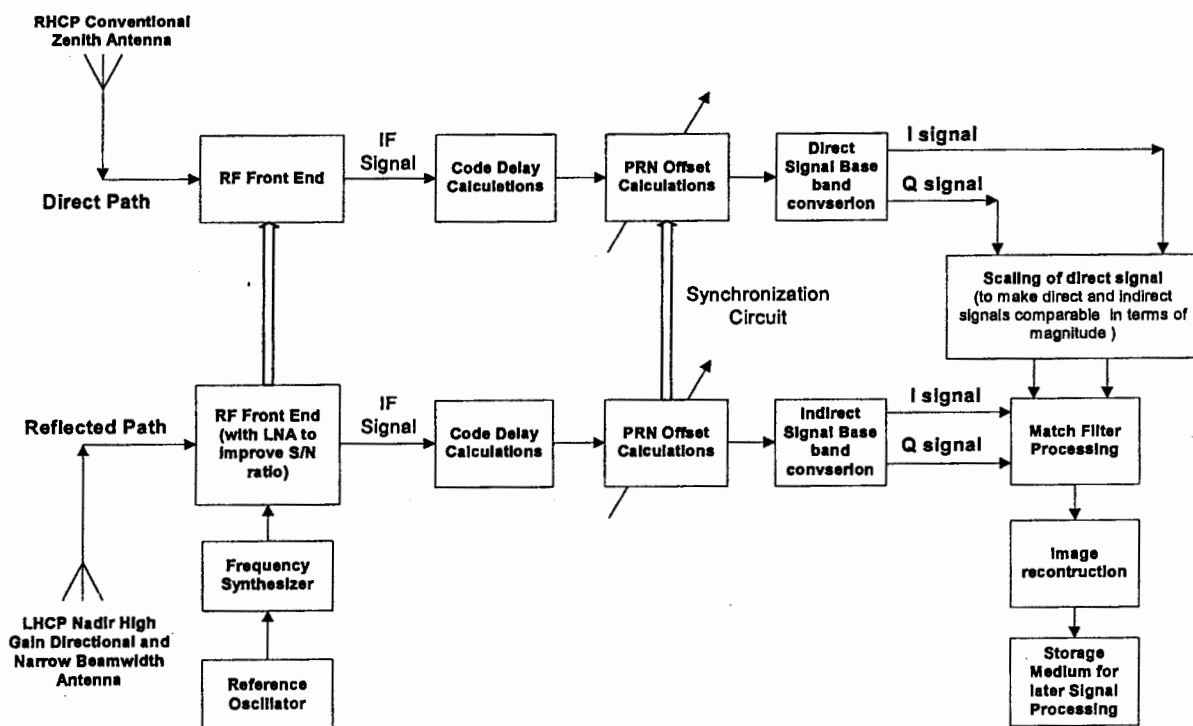 RHCP Conventional
Zenith Antenna
Direct Path
RF Front End
IF
Signal
Code Delay
Calculetions
PRN Offset
Calculations
Direct
Signal Base
band
convserion
I signal
Q signal
Scaling of direct signal
(to make direct and indirect
signals comparable in terms of
magnitude )
Synchronization
Circuit
Reflected Path
RF Front End
(with LNA to
improve S/N
ratio)
IF
Signal
Code Delay
Calculations
PRN Offset
Calculations
Indirect
Signal Base
band
convserion
I signal
Q signal
Match Filter
Processing
Frequency
Synthesizer
Image
recontruction
LHCP Nadir High
Gain Directional and
Narrow Beamwidth
Antenna
Reference
Oscillator
Storage
Medium for
later Signal
Processing